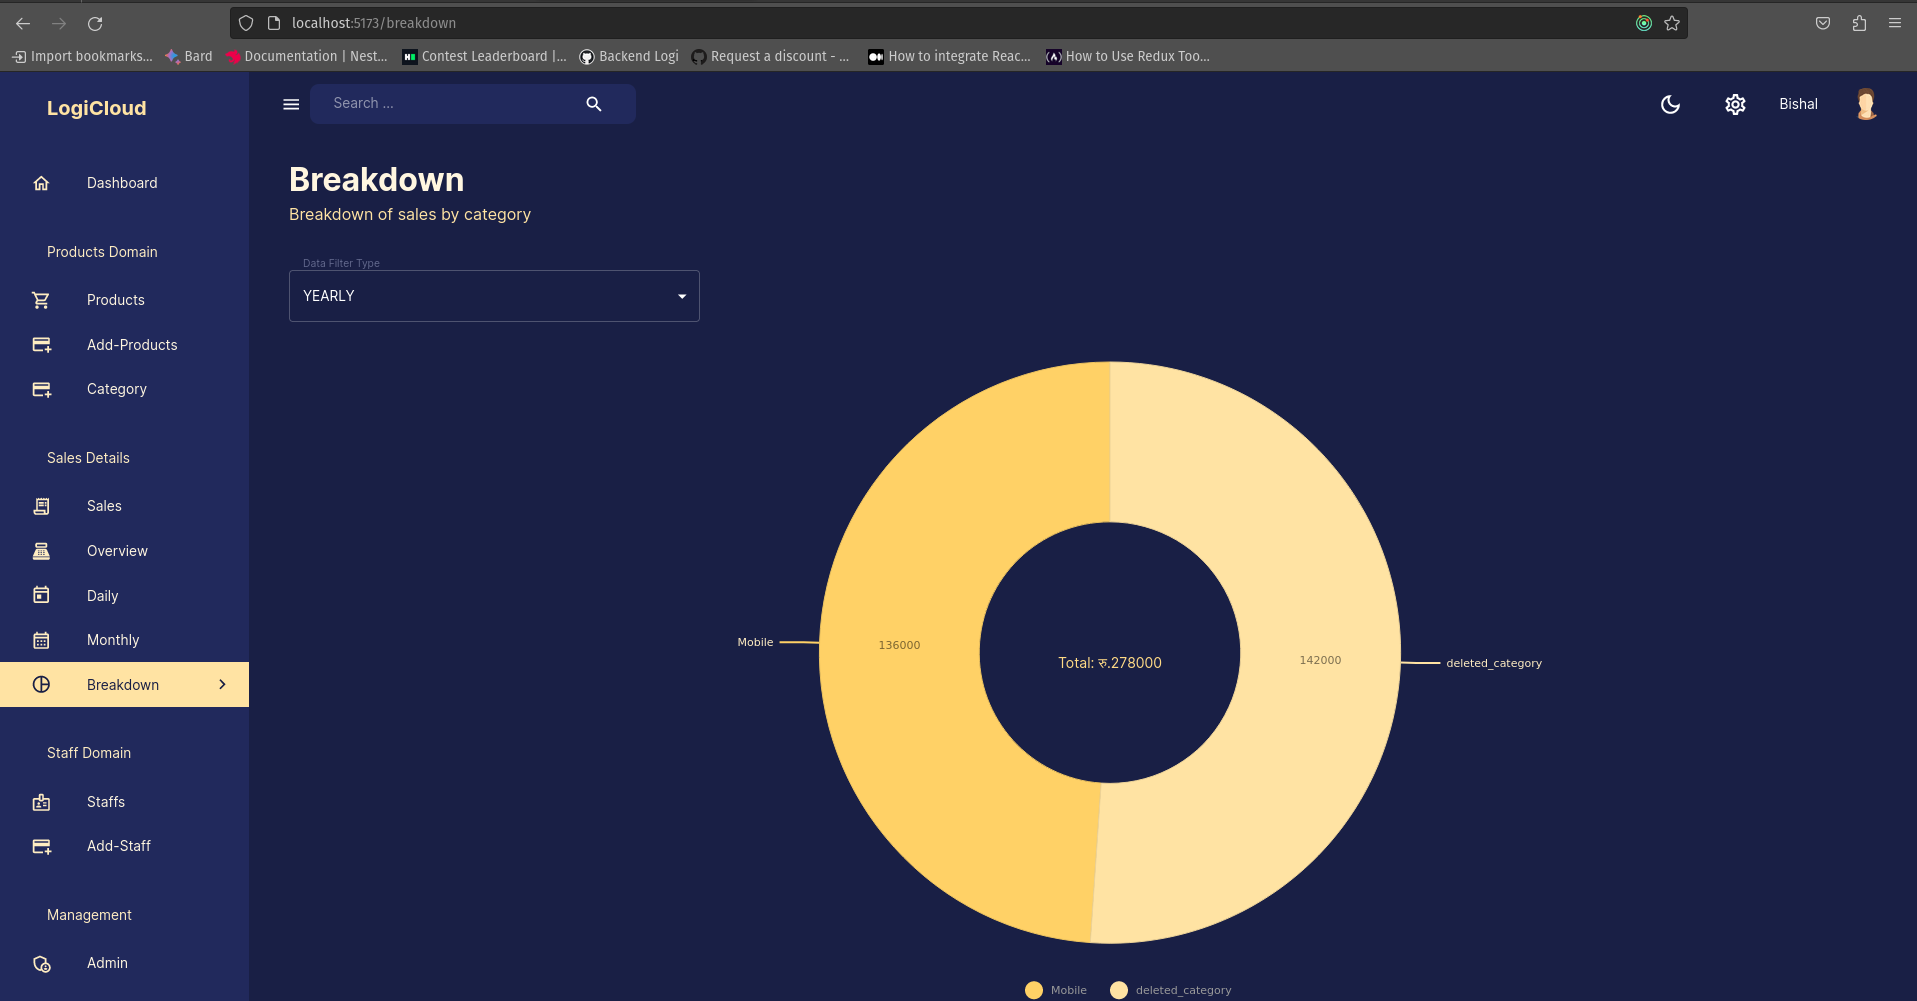 localhost:5173/breakdown
Import bookmarks...
Bard
Documentation | Nest...
Contest Leaderboard |...
Backend Logi
Request a discount - ...
How to integrate Reac...
How to Use Redux Too...
LogiCloud
Search ...
Bishal
Dashboard
Products Domain
Products
Add-Products
Category
Sales Details
Sales
Overview
Daily
Monthly
Breakdown
Staff Domain
Staffs
Add-Staff
Management
Admin
Breakdown
Breakdown of sales by category
Data Filter Type
YEARLY
Mobile
136000
Total: रु.278000
142000
deleted_category
Mobile
deleted_category